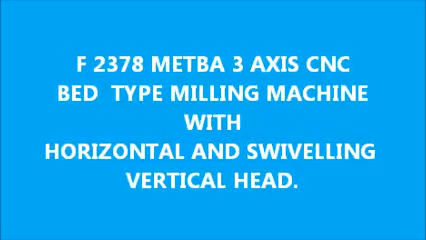 F 2378 METBA 3 AXIS CNC
BED TYPE MILLING MACHINE
WITH
HORIZONTAL AND SWIVELLING
VERTICAL HEAD.